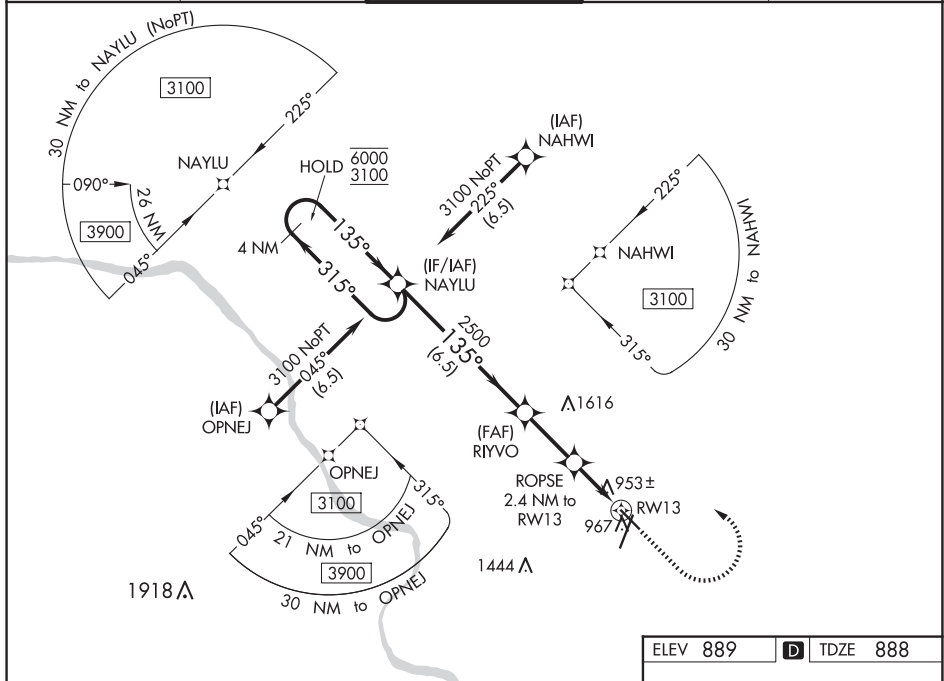 30 NM to NAYLU (NoPT)
3100
225°
NAYLU
090°
26 NM
3900
045°
HOLD
6000
3100
4 NM
135°
315°
(IF/IAF)
NAYLU
(IAF)
NAHWI
3100 NoPT
225°
(6.5)
225°
NAHWI
3100
30 NM to NAHWI
315°
2500
135°
(6.5)
3100 NoPT
045°
(6.5)
(IAF)
OPNEJ
1616
(FAF)
RIYVO
ROPSE
2.4 NM to
RW13
953±
RW13
967
OPNEJ
3100
315°
045°
21 NM to OPNEJ
3900
30 NM to OPNEJ
1444
1918
ELEV 889 D TDZE 888